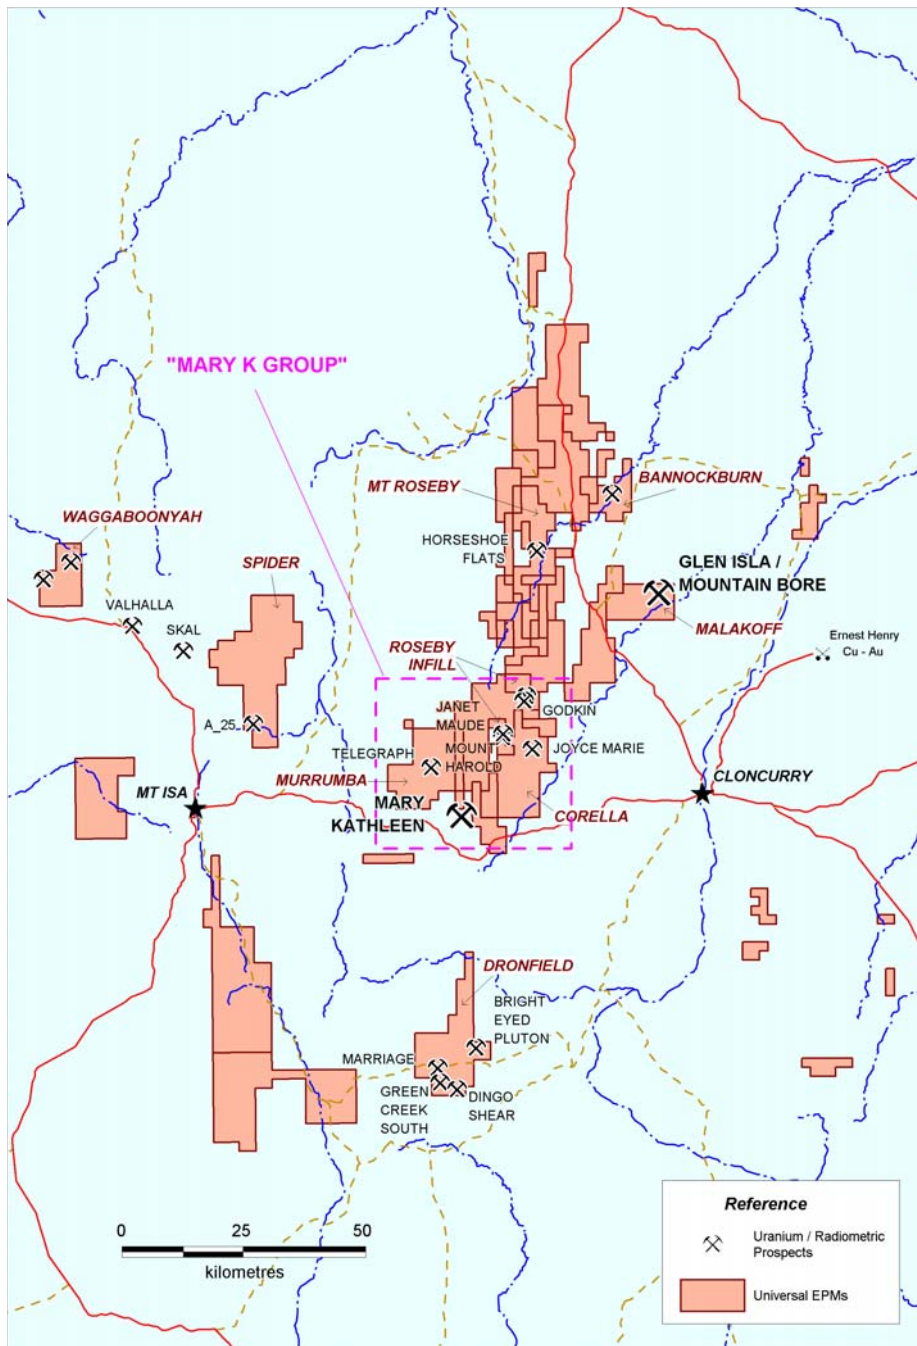 "MARY K GROUP"
MT ROSEBY
BANNOCKBURN
WAGGABOONYAH
HORSESHOE
FLATS
SPIDER
GLEN ISLA /
MOUNTAIN BORE
VALHALLA
SKAL
MALAKOFF
Ernest Henry
Cu - Au
ROSEBY
INFILL
JANET
MAUDE
GODKIN
A_25
MOUNT
HAROLD
JOYCE MARIE
TELEGRAPH
MURRUMBA
MT ISA
CLONCURRY
MARY
KATHLEEN
CORELLA
DRONFIELD
BRIGHT
EYED
PLUTON
MARRIAGE
GREEN
CREEK
SOUTH
DINGO
SHEAR
0 25 50
kilometres
Reference
Uranium / Radiometric
Prospects
Universal EPMs